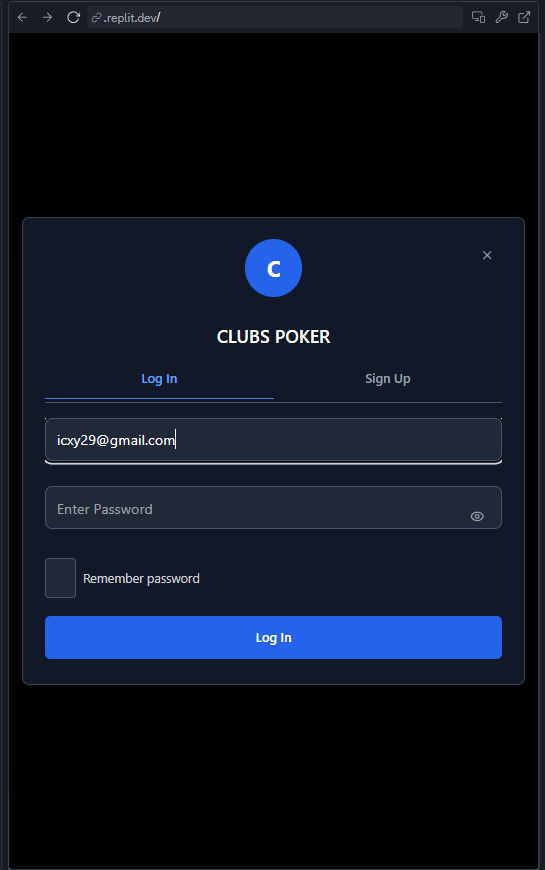 .replit.dev/
C
×
CLUBS POKER
Log In
Sign Up
icxy29@gmail.com
Enter Password
Remember password
Log In